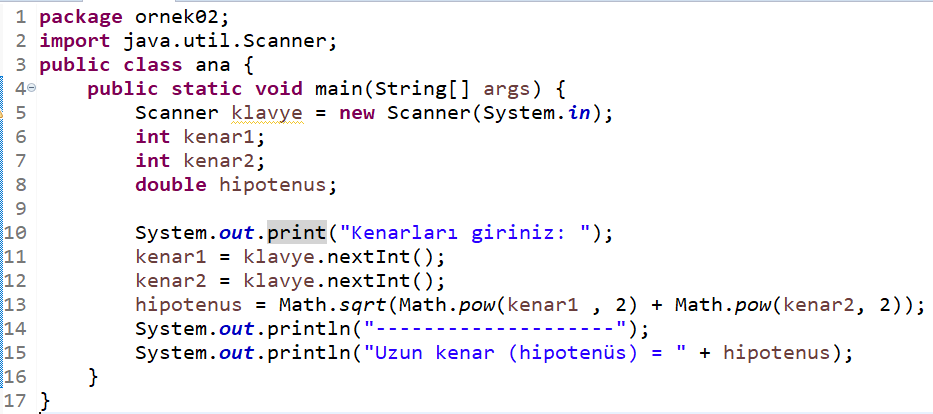 1 package ornek02;
2 import java.util.Scanner;
3 public class ana {
4 public static void main(String[] args) {
5 Scanner klavye = new Scanner(System.in);
6 int kenar1;
7 int kenar2;
8 double hipotenus;
9
10 System.out.print("Kenarları giriniz: ");
11 kenar1 = klavye.nextInt();
12 kenar2 = klavye.nextInt();
13 hipotenus = Math.sqrt(Math.pow(kenar1 , 2) + Math.pow(kenar2, 2));
14 System.out.println("--------------------");
15 System.out.println("Uzun kenar (hipotenüs) = " + hipotenus);
16 }
17 }